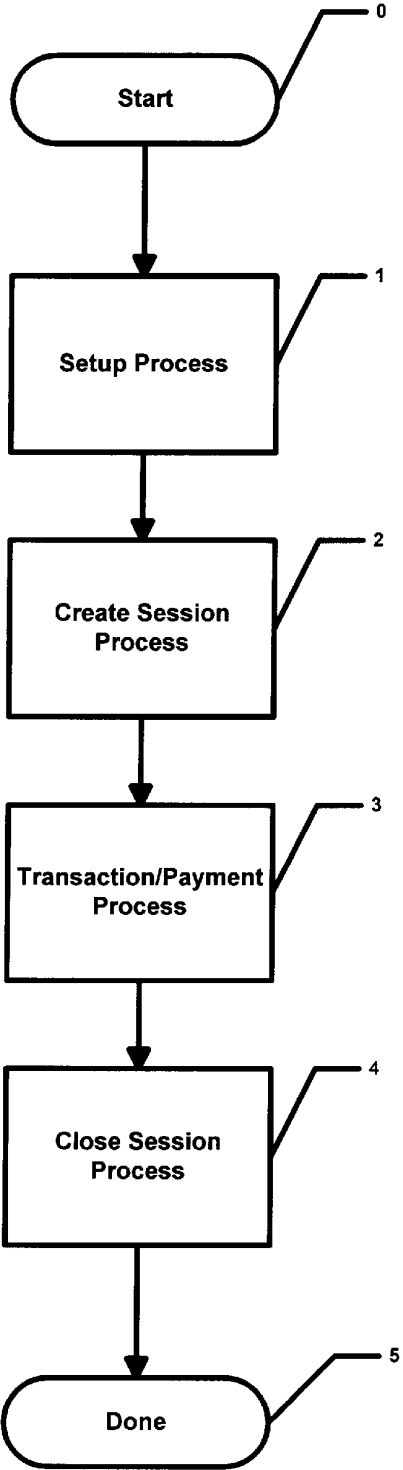 0
Start
1
Setup Process
2
Create Session
Process
3
Transaction/Payment
Process
4
Close Session
Process
5
Done